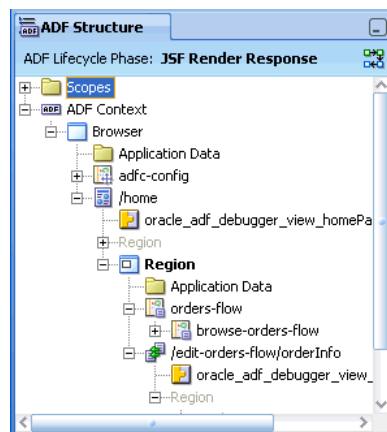 ADF Structure
ADF Lifecycle Phase: JSF Render Response
Scopes
ADF Context
Browser
Application Data
adfc-config
/home
oracle_adf_debugger_view_homePa
Region
Region
Application Data
orders-flow
browse-orders-flow
/edit-orders-flow/orderInfo
oracle_adf_debugger_view_
Region